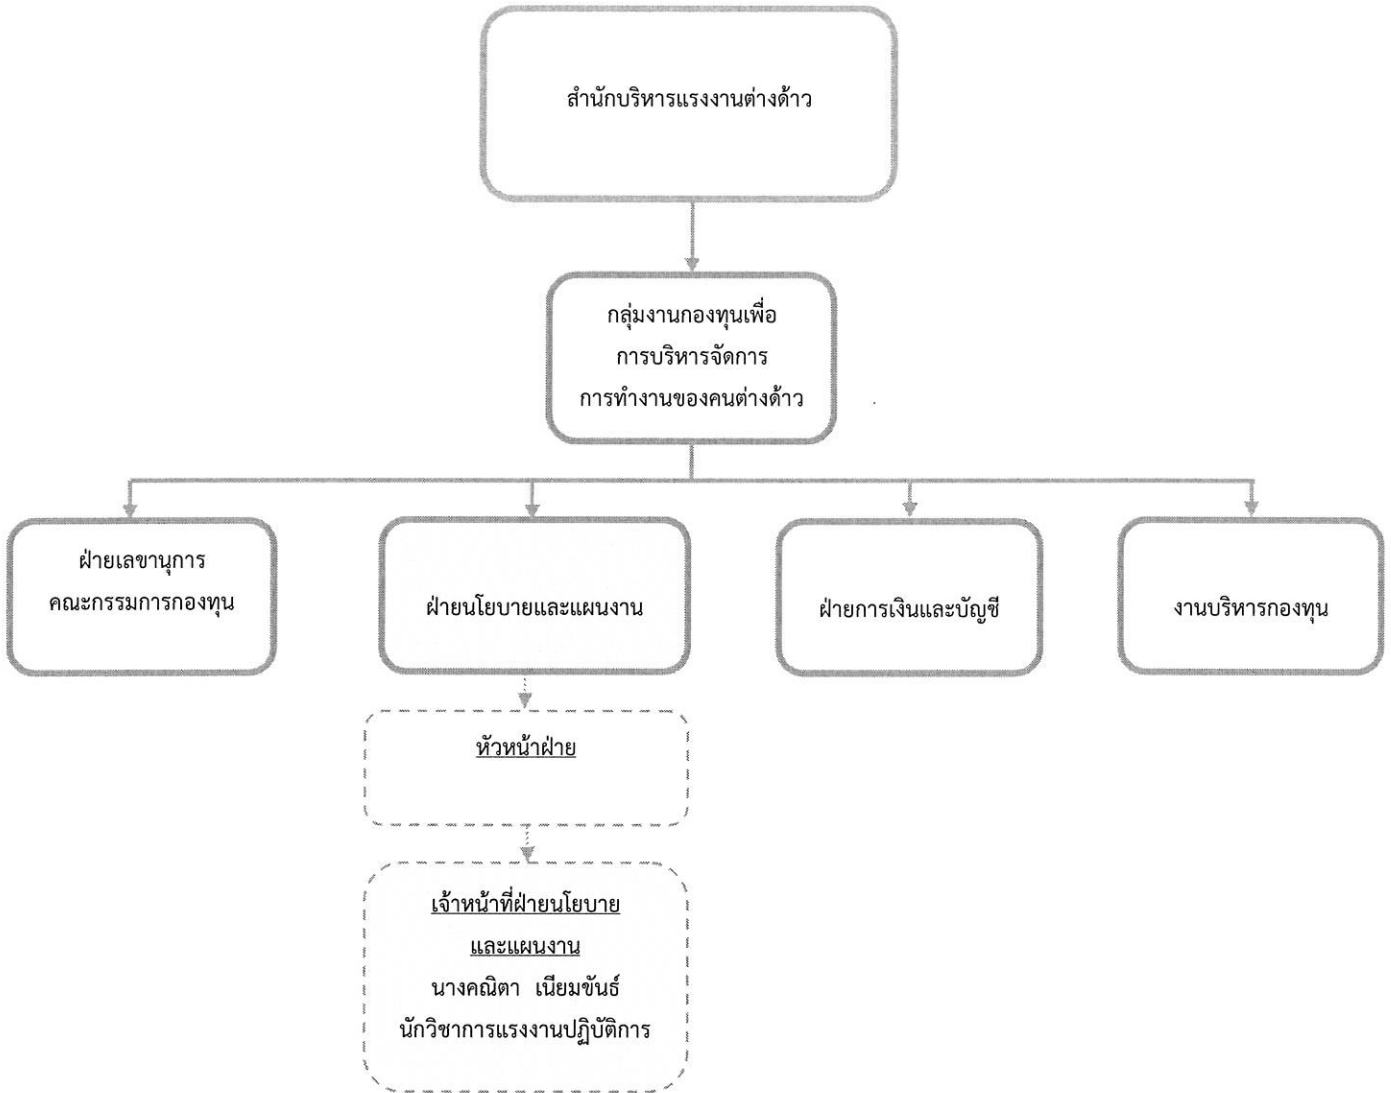 สำนักบริหารแรงงานต่างด้าว
กลุ่มงานกองทุนเพื่อ
การบริหารจัดการ
การทำงานของคนต่างด้าว
ฝ่ายเลขานุการ
คณะกรรมการกองทุน
ฝ่ายนโยบายและแผนงาน
ฝ่ายการเงินและบัญชี
งานบริหารกองทุน
หัวหน้าฝ่าย
เจ้าหน้าที่ฝ่ายนโยบาย
และแผนงาน
นางคณิตา เนียมขันธ์
นักวิชาการแรงงานปฏิบัติการ